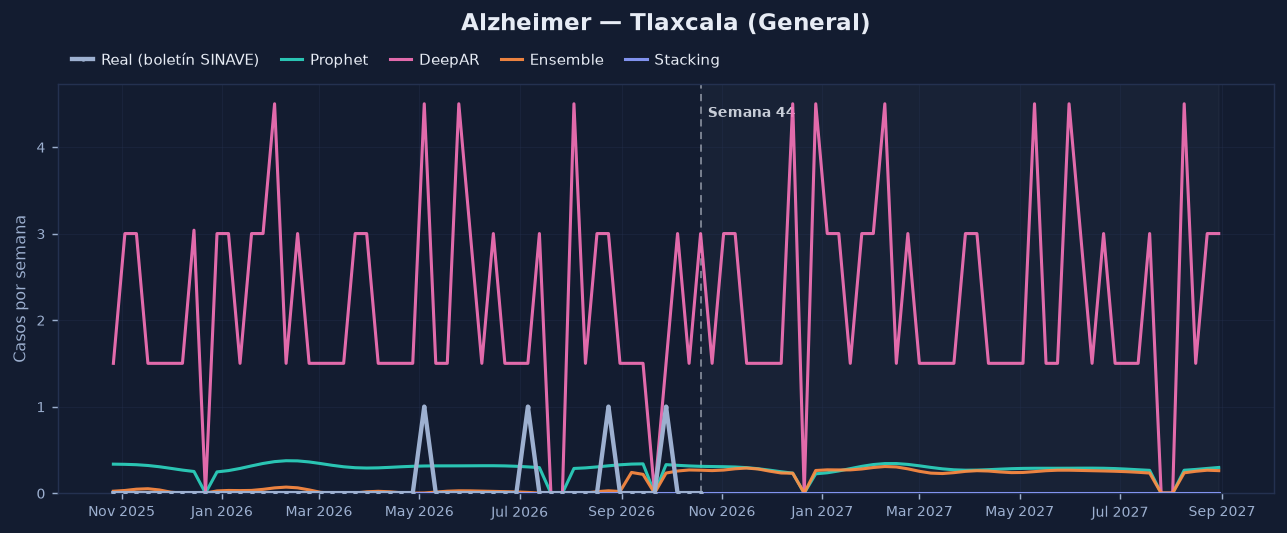 Alzheimer — Tlaxcala (General)
Real (boletín SINAVE) Prophet DeepAR Ensemble Stacking
Semana 44
Casos por semana
4
3
2
1
0
Nov 2025 Jan 2026 Mar 2026 May 2026 Jul 2026 Sep 2026 Nov 2026 Jan 2027 Mar 2027 May 2027 Jul 2027 Sep 2027